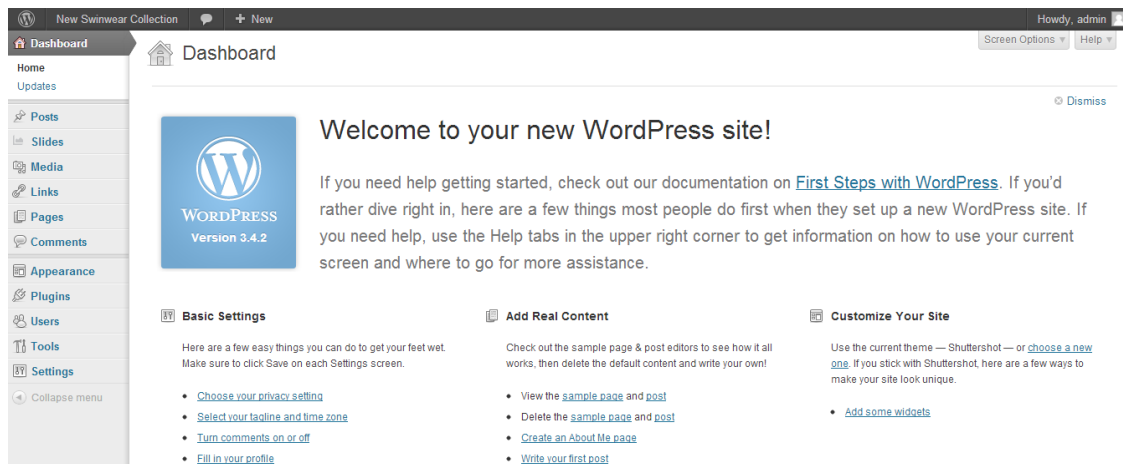 New Swinwear Collection + New Howdy, admin
Dashboard
Home
Updates
Posts
Slides
Media
Links
Pages
Comments
Appearance
Plugins
Users
Tools
Settings
Collapse menu
Screen Options Help
Dashboard
Dismiss
WORDPRESS
Version 3.4.2
Welcome to your new WordPress site!
If you need help getting started, check out our documentation on First Steps with WordPress. If you'd
rather dive right in, here are a few things most people do first when they set up a new WordPress site. If
you need help, use the Help tabs in the upper right corner to get information on how to use your current
screen and where to go for more assistance.
Basic Settings
Here are a few easy things you can do to get your feet wet.
Make sure to click Save on each Settings screen.
• Choose your privacy setting
• Select your tagline and time zone
• Turn comments on or off
• Fill in your profile
Add Real Content
Check out the sample page & post editors to see how it all
works, then delete the default content and write your own!
• View the sample page and post
• Delete the sample page and post
• Create an About Me page
• Write your first post
Customize Your Site
Use the current theme — Shuttershot — or choose a new
one. If you stick with Shuttershot, here are a few ways to
make your site look unique.
• Add some widgets